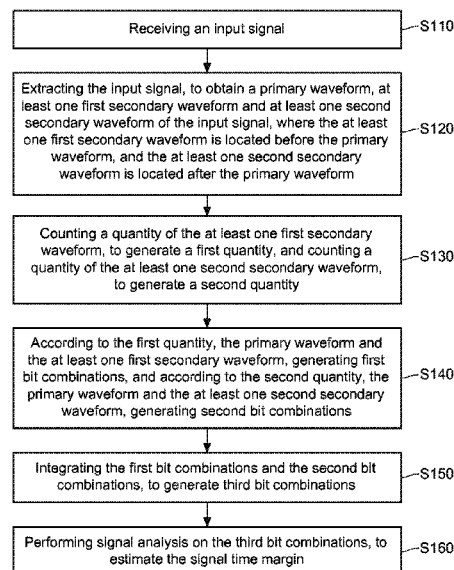 Receiving an input signal
S110
Extracting the input signal, to obtain a primary waveform, at
least one first secondary waveform and at least one second
secondary waveform of the input signal, where the at least
one first secondary waveform is located before the primary
waveform, and the at least one second secondary
waveform is located after the primary waveform
S120
Counting a quantity of the at least one first secondary
waveform, to generate a first quantity, and counting a
quantity of the at least one second secondary waveform,
to generate a second quantity
S130
According to the first quantity, the primary waveform and
the at least one first secondary waveform, generating first
bit combinations, and according to the second quantity, the
primary waveform and the at least one second secondary
waveform, generating second bit combinations
S140
Integrating the first bit combinations and the second bit
combinations, to generate third bit combinations
S150
Performing signal analysis on the third bit combinations, to
estimate the signal time margin
S160